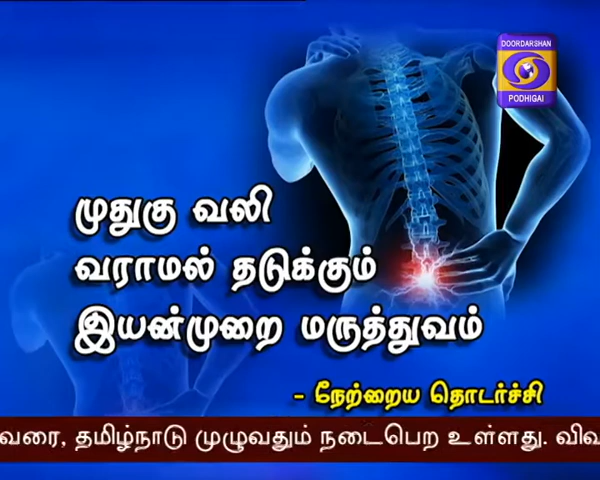 DOORDARSHAN
PODHIGAI
முதுகு வலி
வராமல் தடுக்கும்
இயன்முறை மருத்துவம்
- நேற்றைய தொடர்ச்சி
வரை, தமிழ்நாடு முழுவதும் நடைபெற உள்ளது. விவ